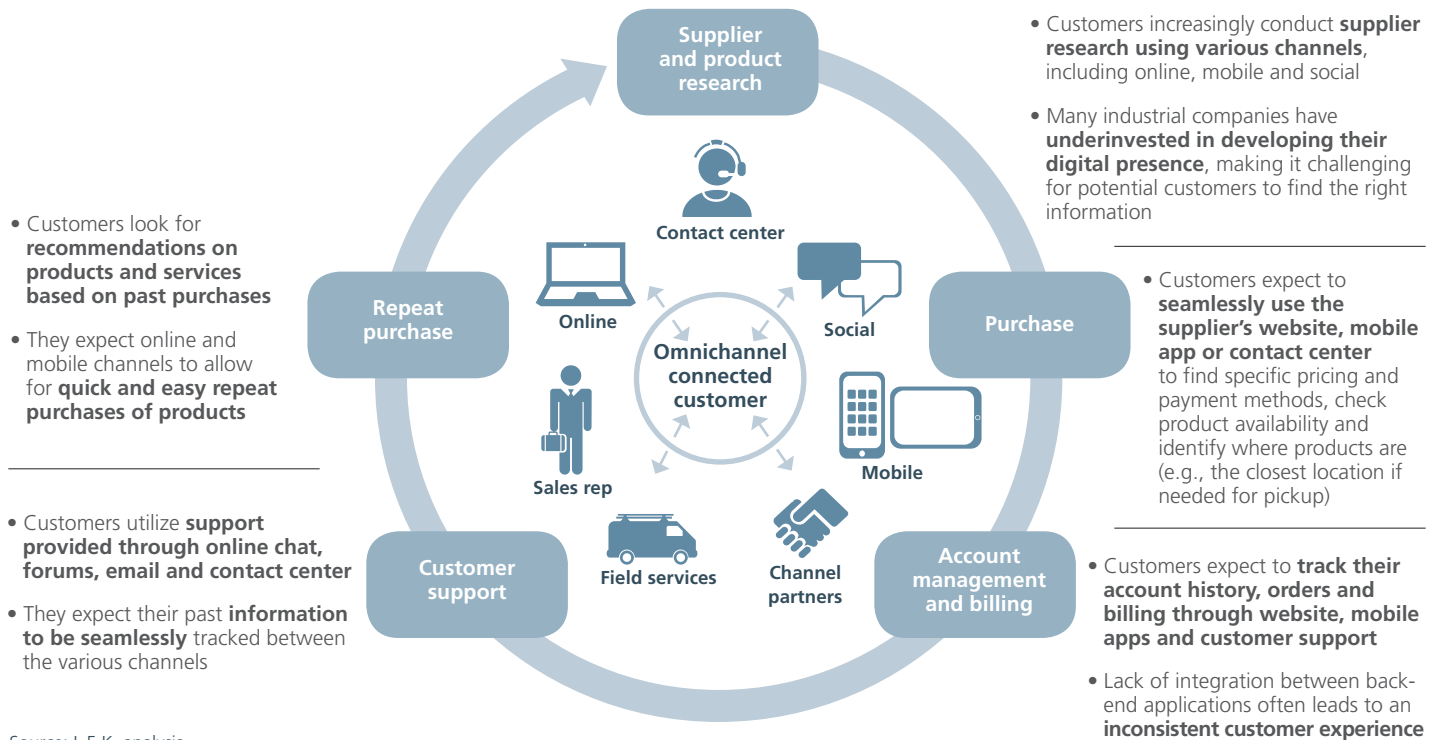 Supplier
and product
research
• Customers increasingly conduct supplier
research using various channels,
including online, mobile and social
• Many industrial companies have
underinvested in developing their
digital presence, making it challenging
for potential customers to find the right
information
Purchase
• Customers expect to
seamlessly use the
supplier's website, mobile
app or contact center
to find specific pricing and
payment methods, check
product availability and
identify where products are
(e.g., the closest location if
needed for pickup)
Account
management
and billing
• Customers expect to track their
account history, orders and
billing through website, mobile
apps and customer support
• Lack of integration between back-
end applications often leads to an
inconsistent customer experience
Customer
support
• Customers utilize support
provided through online chat,
forums, email and contact center
• They expect their past information
to be seamlessly tracked between
the various channels
Repeat
purchase
• Customers look for
recommendations on
products and services
based on past purchases
• They expect online and
mobile channels to allow
for quick and easy repeat
purchases of products
Contact center
Social
Mobile
Channel
partners
Field services
Sales rep
Online
Omnichannel
connected
customer
Source: L.E.K. analysis